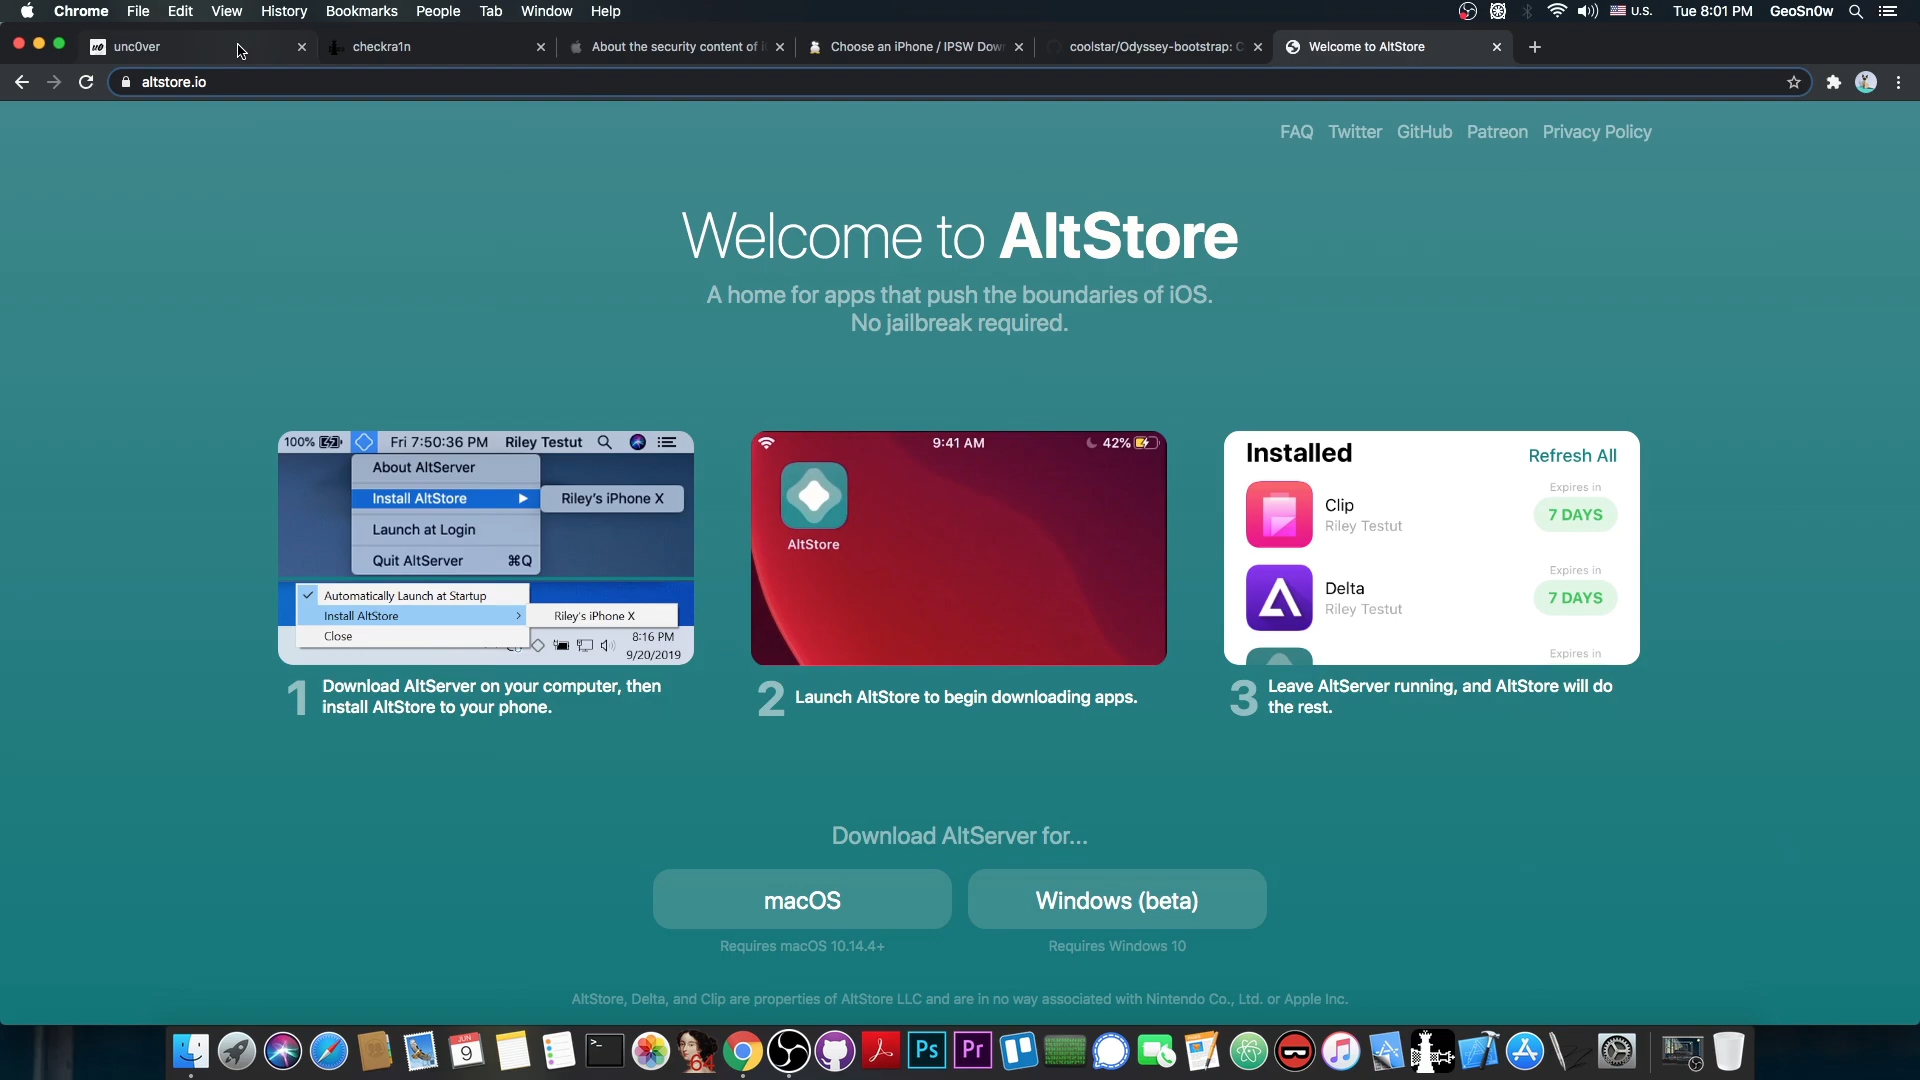 Chrome File Edit View History Bookmarks People Tab Window Help
U.S. Tue 8:01 PM GeoSn0w
u0 unc0ver
checkra1n
About the security content of i
Choose an iPhone / IPSW Dow
coolstar/Odyssey-bootstrap: C
Welcome to AltStore
altstore.io
FAQ Twitter GitHub Patreon Privacy Policy
Welcome to AltStore
A home for apps that push the boundaries of iOS.
No jailbreak required.
100% Fri 7:50:36 PM Riley Testut
About AltServer
Install AltStore ▶ Riley's iPhone X
Launch at Login
Quit AltServer ⌘Q
Automatically Launch at Startup
Install AltStore > Riley's iPhone X
Close
8:16 PM
9/20/2019
1 Download AltServer on your computer, then
install AltStore to your phone.
9:41 AM 42%
AltStore
2 Launch AltStore to begin downloading apps.
Installed Refresh All
Expires in
Clip
Riley Testut
7 DAYS
Expires in
Delta
Riley Testut
7 DAYS
Expires in
3 Leave AltServer running, and AltStore will do
the rest.
Download AltServer for...
macOS
Requires macOS 10.14.4+
Windows (beta)
Requires Windows 10
AltStore, Delta, and Clip are properties of AltStore LLC and are in no way associated with Nintendo Co., Ltd. or Apple Inc.
JUN
9
64
Ps
Pr